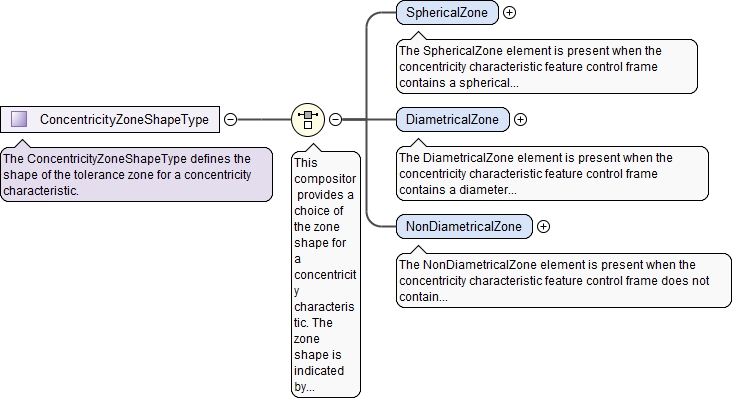 SphericalZone
The SphericalZone element is present when the
concentricity characteristic feature control frame
contains a spherical...
ConcentricityZoneShapeType
The ConcentricityZoneShapeType defines the
shape of the tolerance zone for a concentricity
characteristic.
This
compositor
provides a
choice of
the zone
shape for
a
concentricit
y
characteris
tic. The
zone
shape is
indicated
by...
DiametricalZone
The DiametricalZone element is present when the
concentricity characteristic feature control frame
contains a diameter...
NonDiametricalZone
The NonDiametricalZone element is present when the
concentricity characteristic feature control frame does not
contain...